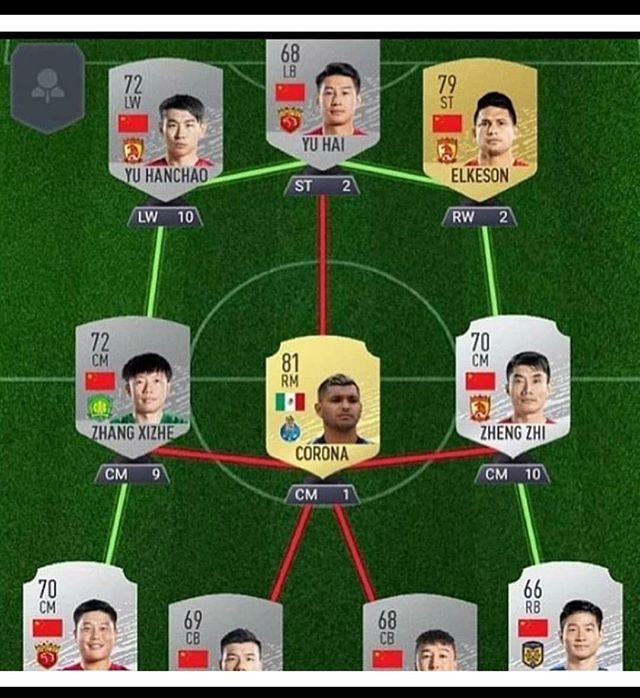 68
LB
YU HAI
ST 2
72
LW
YU HANCHAO
LW 10
79
ST
ELKESON
RW 2
72
CM
ZHANG XIZHE
CM 9
81
RM
CORONA
CM 1
70
CM
ZHENG ZHI
CM 10
70
CM
69
CB
68
CB
66
RB